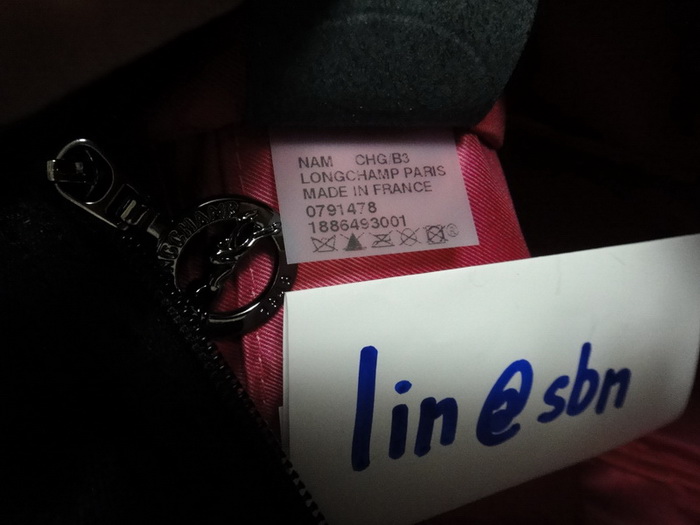 NAM CHG/B3
LONGCHAMP PARIS
MADE IN FRANCE
0791478
1886493001
lin@sbn